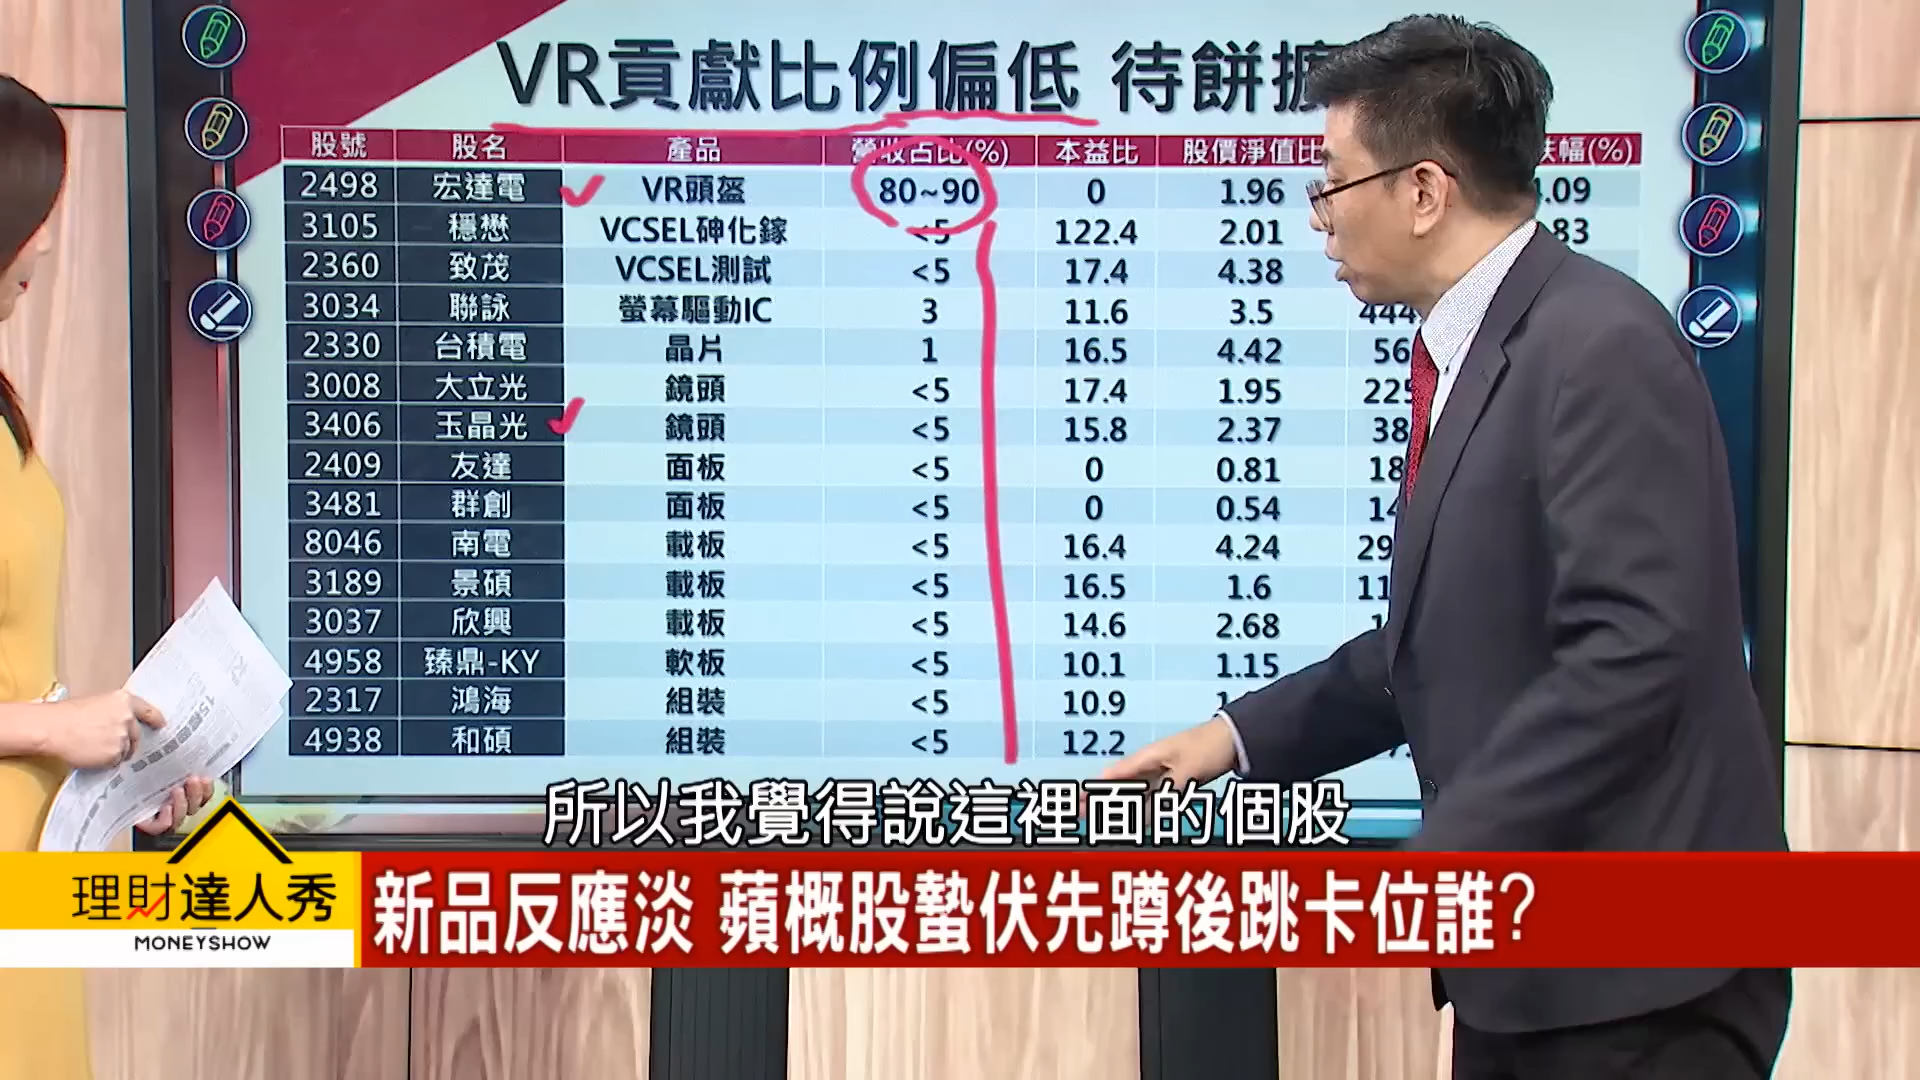 VR貢獻比例偏低 待餅擴
股號 股名 產品 營收占比(%) 本益比 股價淨值比 跌幅(%)
2498 宏達電 VR頭盔 80~90 0 1.96 .09
3105 穩懋 VCSEL砷化鎵 <5 122.4 2.01 83
2360 致茂 VCSEL測試 <5 17.4 4.38
3034 聯詠 螢幕驅動IC 3 11.6 3.5 444
2330 台積電 晶片 1 16.5 4.42 56
3008 大立光 鏡頭 <5 17.4 1.95 225
3406 玉晶光 鏡頭 <5 15.8 2.37 38
2409 友達 面板 <5 0 0.81 18
3481 群創 面板 <5 0 0.54 14
8046 南電 載板 <5 16.4 4.24 29
3189 景碩 載板 <5 16.5 1.6 11
3037 欣興 載板 <5 14.6 2.68 1
4958 臻鼎-KY 軟板 <5 10.1 1.15
2317 鴻海 組裝 <5 10.9
4938 和碩 組裝 <5 12.2
所以我覺得說這裡面的個股
理財達人秀
MONEYSHOW
新品反應淡 蘋概股蟄伏先蹲後跳卡位誰?